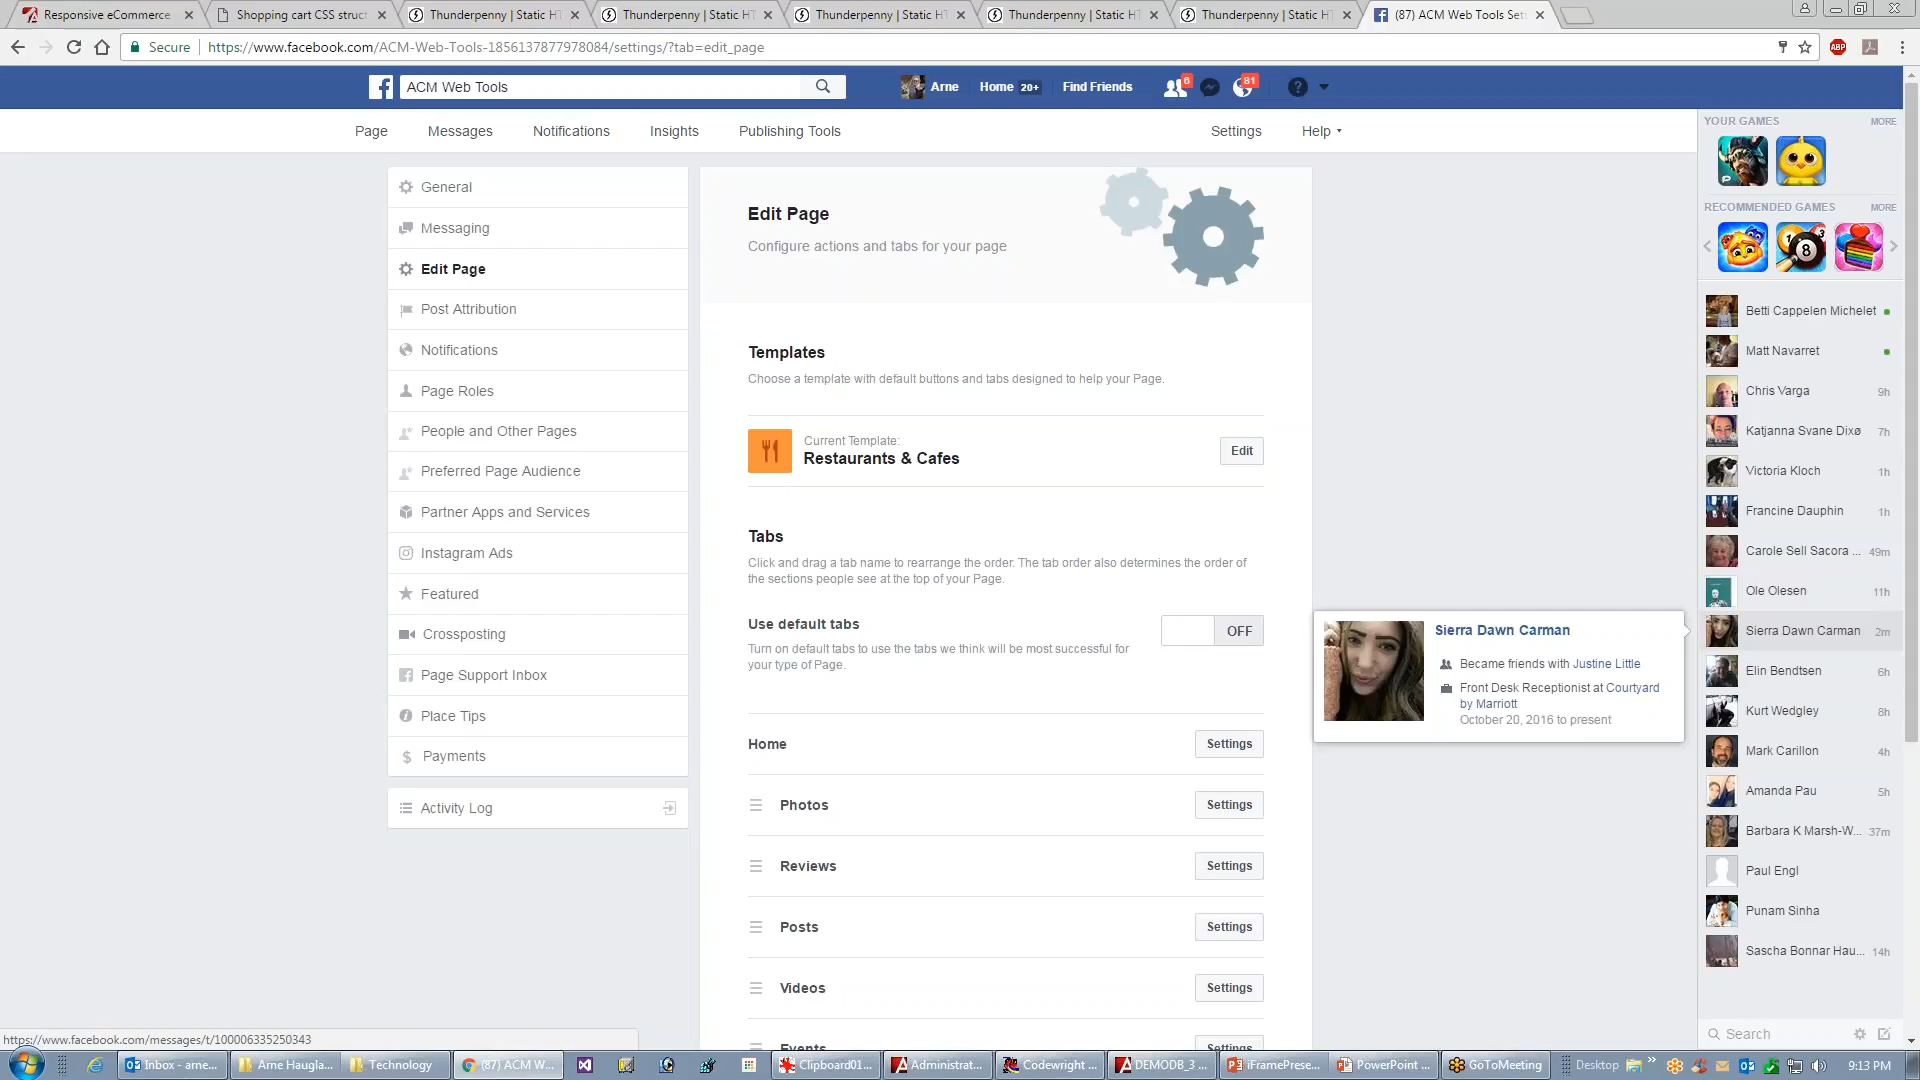 Responsive eCommerce
Shopping cart CSS struct
Thunderpenny | Static HT
Thunderpenny | Static HT
Thunderpenny | Static HT
Thunderpenny | Static HT
Thunderpenny | Static HT
(87) ACM Web Tools Set
Secure
https://www.facebook.com/ACM-Web-Tools-1856137877978084/settings/?tab=edit_page
ABP
ACM Web Tools
Arne
Home 20+
Find Friends
6
81
Page
Messages
Notifications
Insights
Publishing Tools
Settings
Help
General
Messaging
Edit Page
Post Attribution
Notifications
Page Roles
People and Other Pages
Preferred Page Audience
Partner Apps and Services
Instagram Ads
Featured
Crossposting
Page Support Inbox
Place Tips
Payments
Activity Log
Edit Page
Configure actions and tabs for your page
Templates
Choose a template with default buttons and tabs designed to help your Page.
Current Template:
Restaurants & Cafes
Edit
Tabs
Click and drag a tab name to rearrange the order. The tab order also determines the order of
the sections people see at the top of your Page.
Use default tabs
OFF
Turn on default tabs to use the tabs we think will be most successful for
your type of Page.
Home
Settings
Photos
Settings
Reviews
Settings
Posts
Settings
Videos
Settings
Events
Settings
Sierra Dawn Carman
Became friends with Justine Little
Front Desk Receptionist at Courtyard
by Marriott
October 20, 2016 to present
YOUR GAMES
MORE
RECOMMENDED GAMES
MORE
8
Betti Cappelen Michelet
Matt Navarret
Chris Varga 9h
Katjanna Svane Dixø 7h
Victoria Kloch 1h
Francine Dauphin 1h
Carole Sell Sacora ... 49m
Ole Olesen 11h
Sierra Dawn Carman 2m
Elin Bendtsen 6h
Kurt Wedgley 8h
Mark Carillon 4h
Amanda Pau 5h
Barbara K Marsh-W... 37m
Paul Engl
Punam Sinha
Sascha Bonnar Hau... 14h
Search
https://www.facebook.com/messages/t/100006335250343
Inbox - arne...
Arne Haugla...
Technology
(87) ACM W...
Clipboard01...
Administrat...
Codewright ...
DEMODB_3 ...
iFramePrese...
PowerPoint ...
GoToMeeting
Desktop
9:13 PM